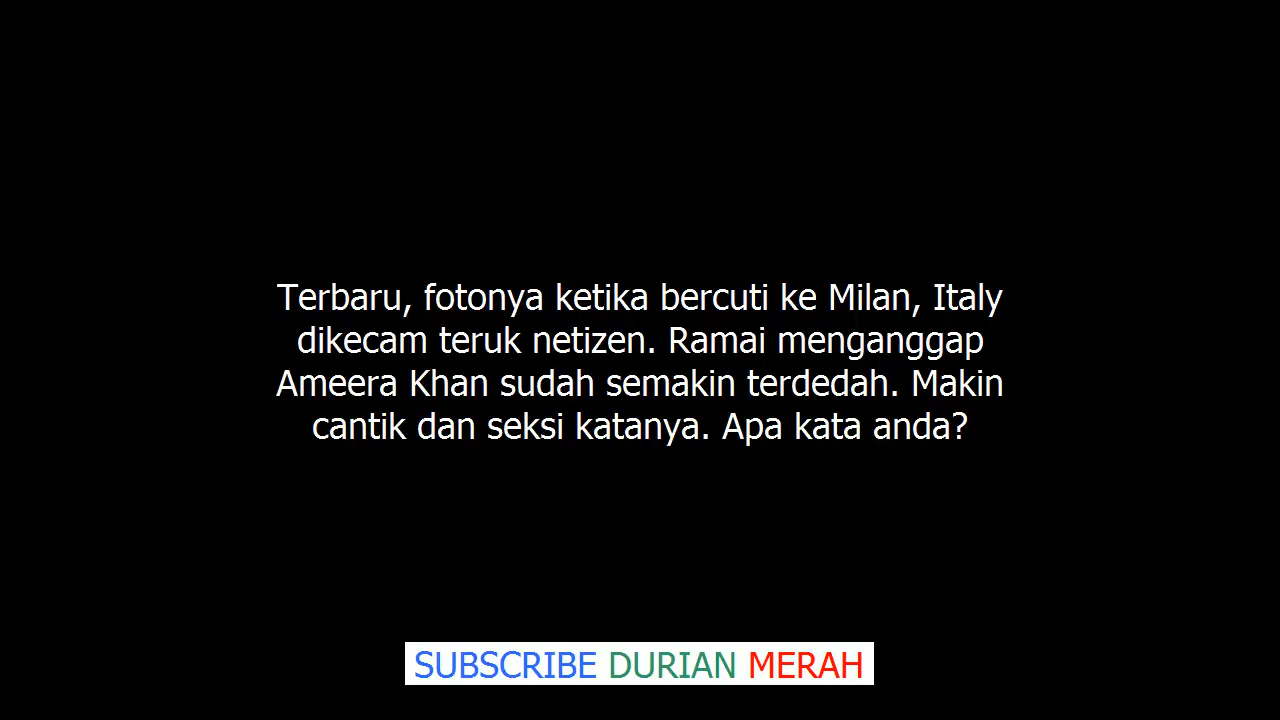 Terbaru, fotonya ketika bercuti ke Milan, Italy
dikecam teruk netizen. Ramai menganggap
Ameera Khan sudah semakin terdedah. Makin
cantik dan seksi katanya. Apa kata anda?
SUBSCRIBE DURIAN MERAH